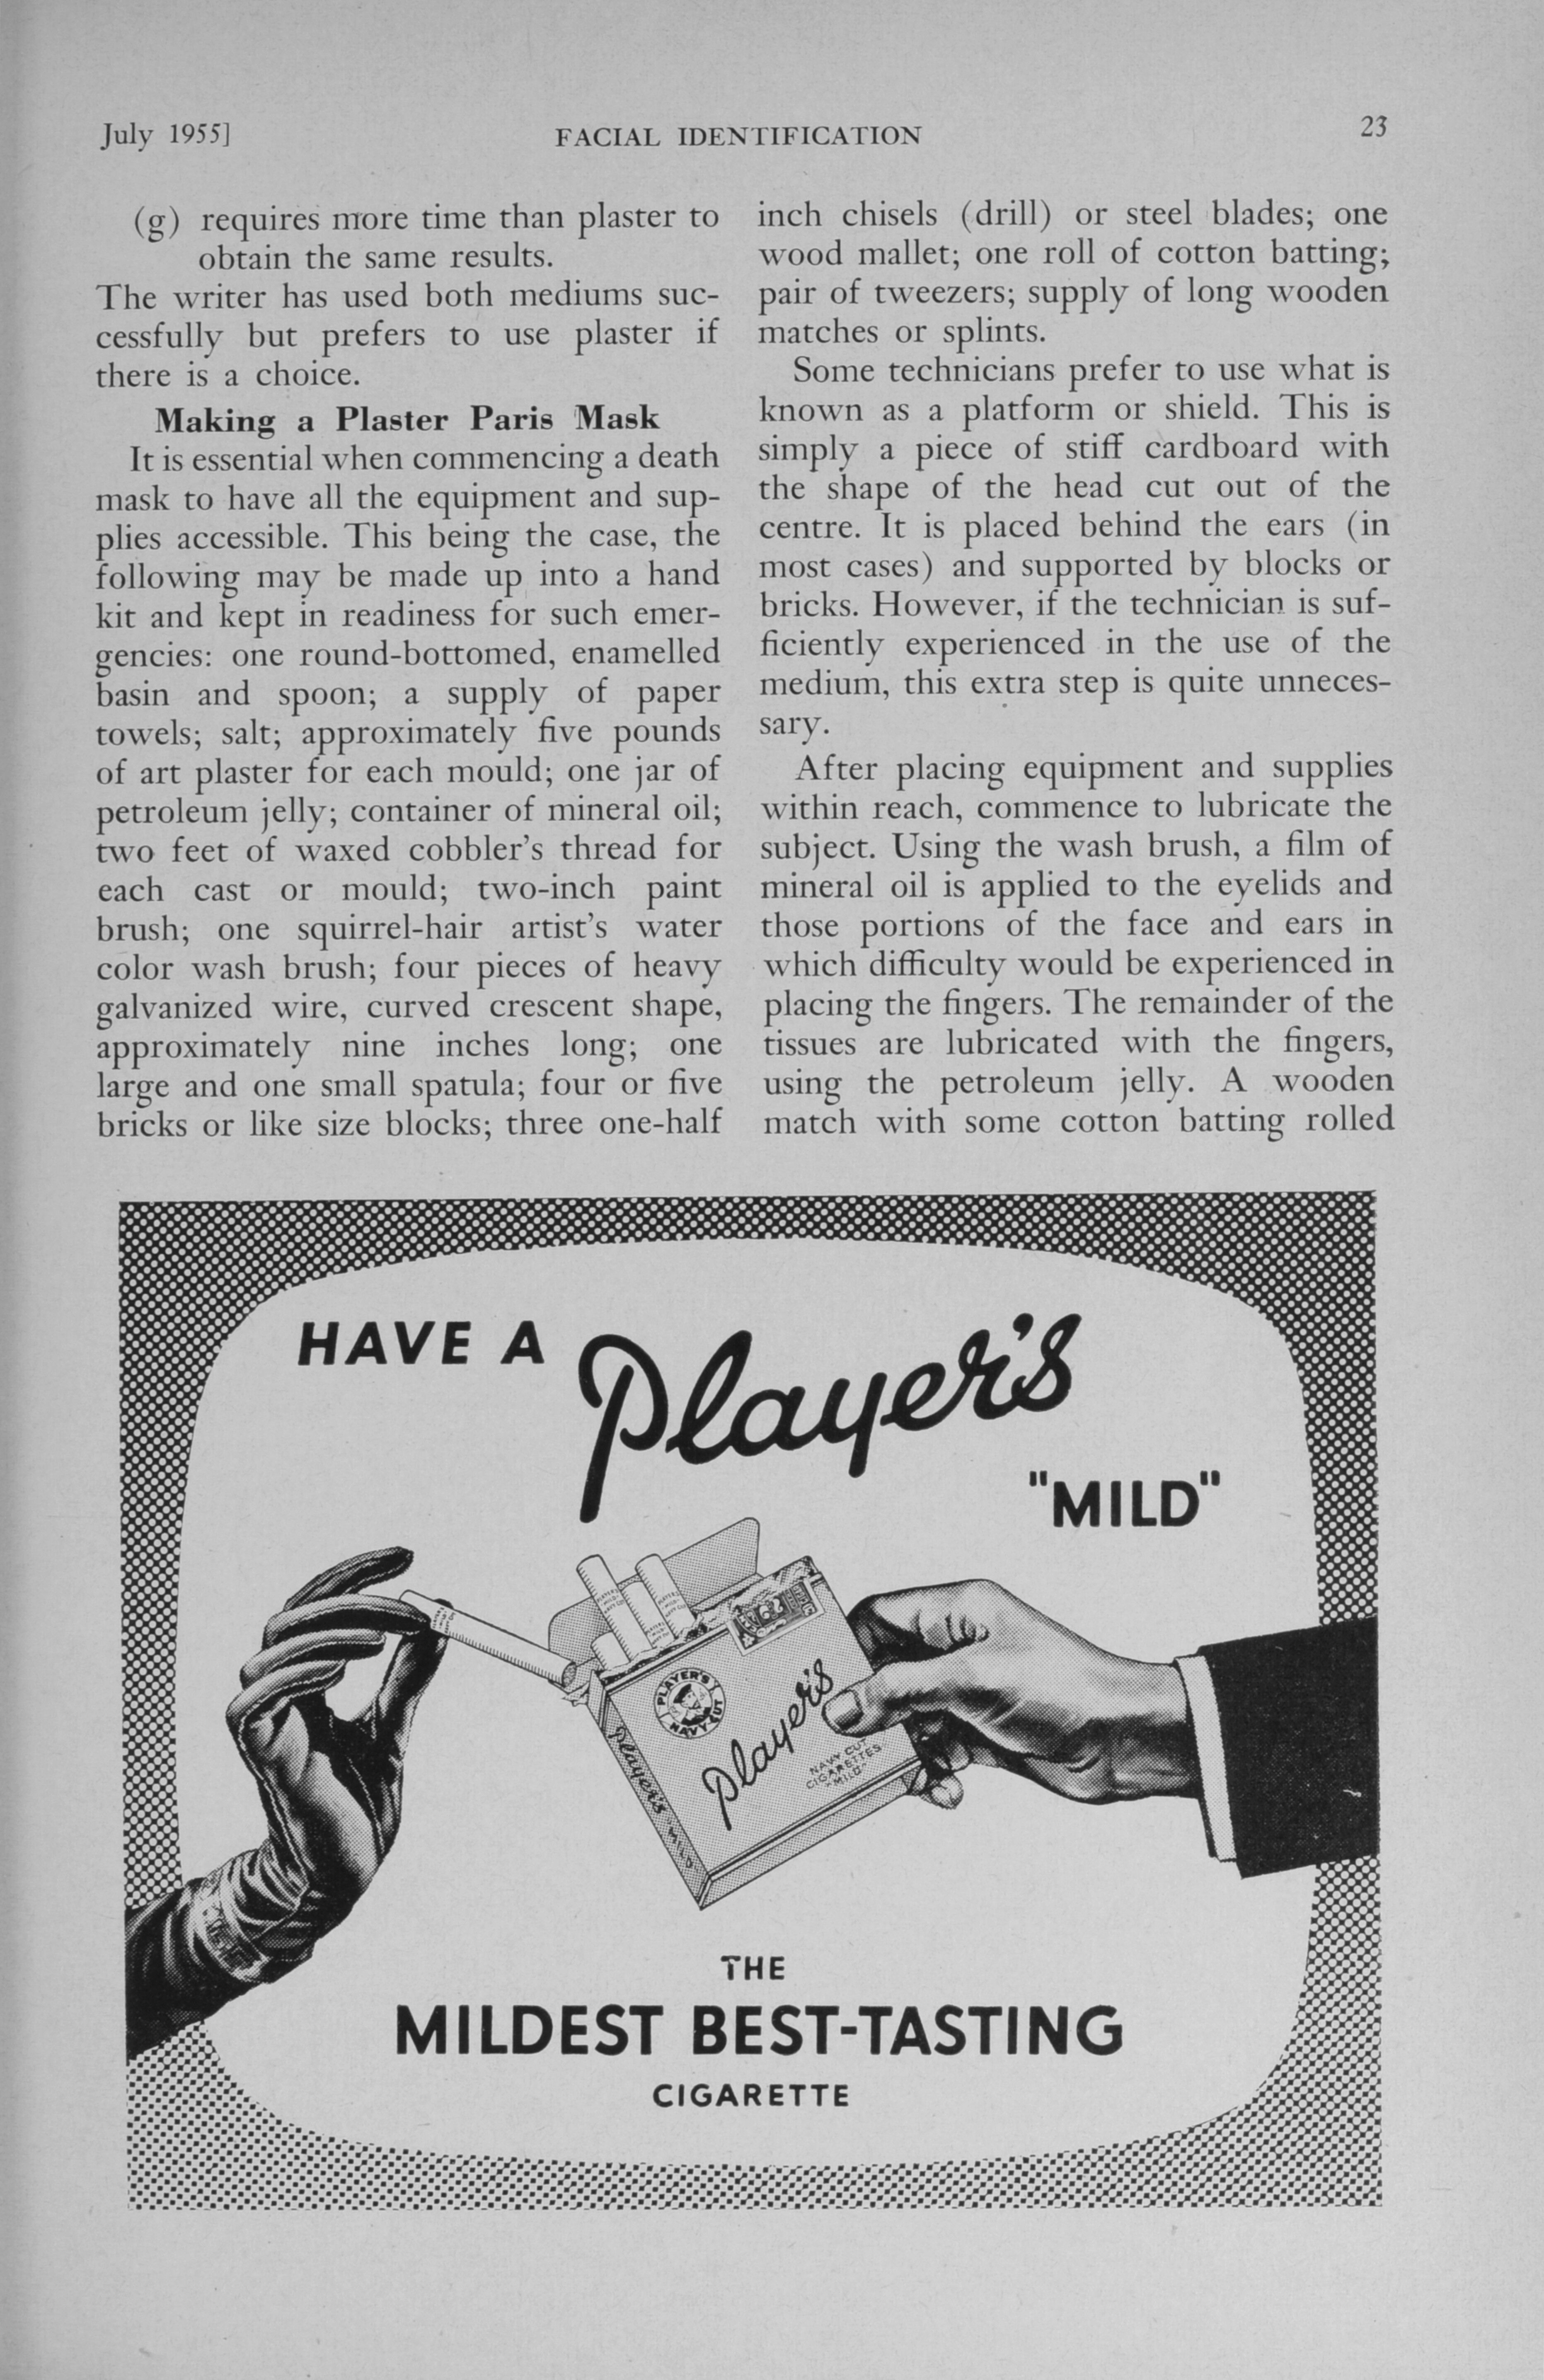 July 1955]
FACIAL IDENTIFICATION
23
(g) requires more time than plaster to
obtain the same results.
The writer has used both mediums suc-
cessfully but prefers to use plaster if
there is a choice.
Making a Plaster Paris Mask
It is essential when commencing a death
mask to have all the equipment and sup-
plies accessible. This being the case, the
following may be made up into a hand
kit and kept in readiness for such emer-
gencies: one round-bottomed, enamelled
basin and spoon; a supply of paper
towels; salt; approximately five pounds
of art plaster for each mould; one jar of
petroleum jelly; container of mineral oil;
two feet of waxed cobbler's thread for
each cast or mould; two-inch paint
brush; one squirrel-hair artist's water
color wash brush; four pieces of heavy
galvanized wire, curved crescent shape,
approximately nine inches long; one
large and one small spatula; four or five
bricks or like size blocks; three one-half
inch chisels (drill) or steel blades; one
wood mallet; one roll of cotton batting;
pair of tweezers; supply of long wooden
matches or splints.
Some technicians prefer to use what is
known as a platform or shield. This is
simply a piece of stiff cardboard with
the shape of the head cut out of the
centre. It is placed behind the ears (in
most cases) and supported by blocks or
bricks. However, if the technician is suf-
ficiently experienced in the use of the
medium, this extra step is quite unneces-
sary.
After placing equipment and supplies
within reach, commence to lubricate the
subject. Using the wash brush, a film of
mineral oil is applied to the eyelids and
those portions of the face and ears in
which difficulty would be experienced in
placing the fingers. The remainder of the
tissues are lubricated with the fingers,
using the petroleum jelly. A wooden
match with some cotton batting rolled
HAVE A
Player's
"MILD"
PLAYER'S
NAVY CUT
Player's
NAVY CUT
CIGARETTES
"MILD"
Player's MILD
THE
MILDEST BEST-TASTING
CIGARETTE